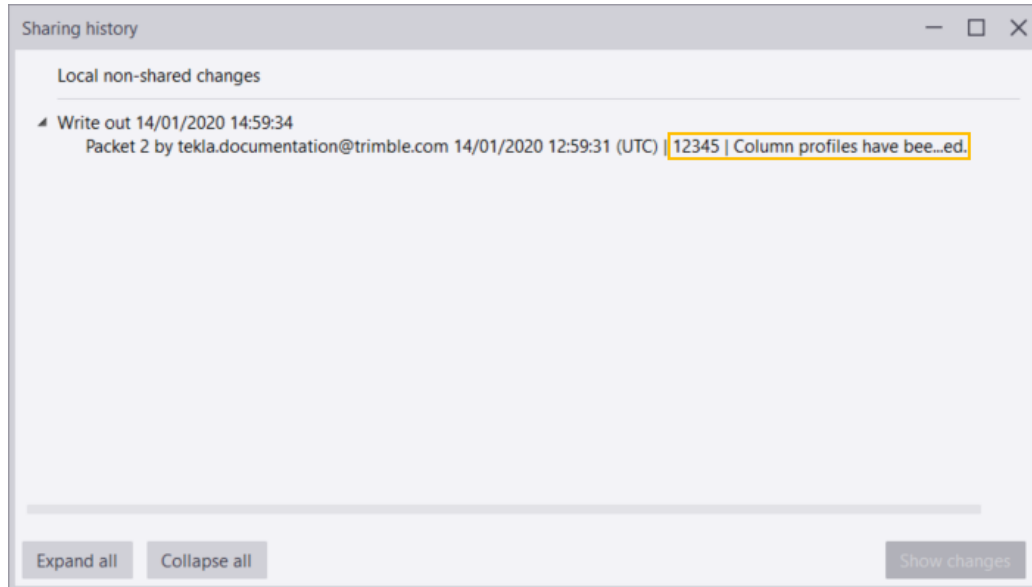 Sharing history
Local non-shared changes
Write out 14/01/2020 14:59:34
Packet 2 by tekla.documentation@trimble.com 14/01/2020 12:59:31 (UTC) | 12345 | Column profiles have bee...ed.
Expand all
Collapse all
Show changes